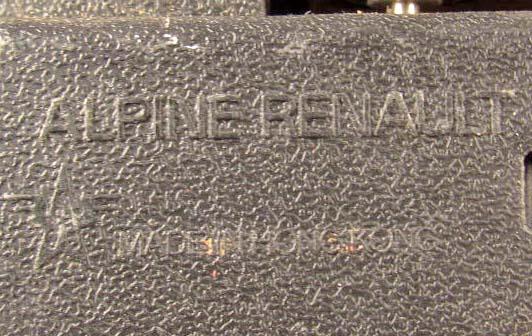 ALPINE RENAULT
MADE IN HONG KONG